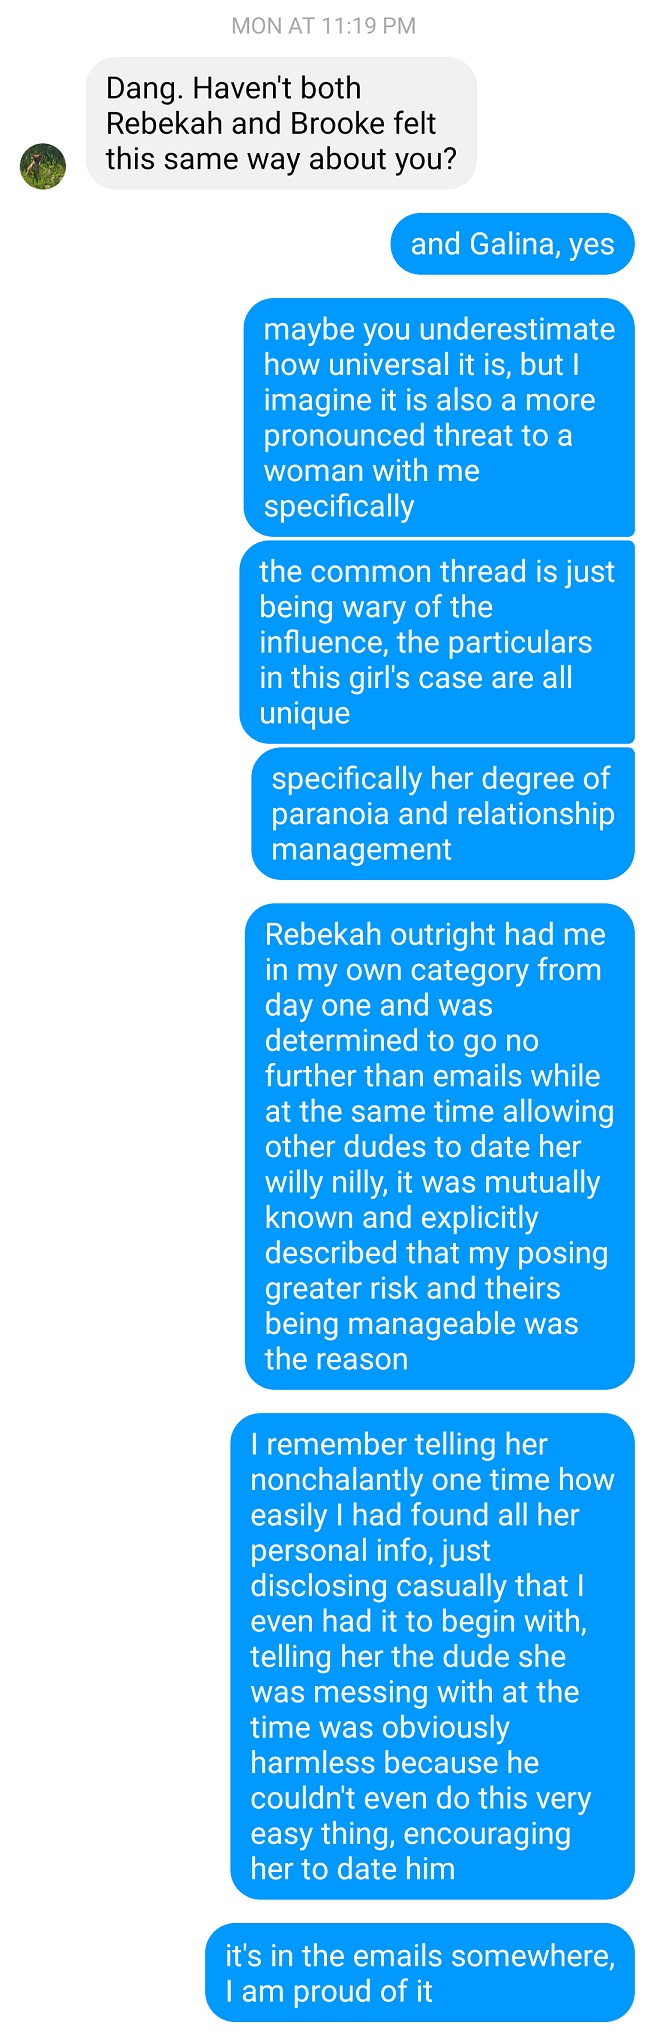 MON AT 11:19 PM
Dang. Haven't both
Rebekah and Brooke felt
this same way about you?
and Galina, yes
maybe you underestimate
how universal it is, but I
imagine it is also a more
pronounced threat to a
woman with me
specifically
the common thread is just
being wary of the
influence, the particulars
in this girl's case are all
unique
specifically her degree of
paranoia and relationship
management
Rebekah outright had me
in my own category from
day one and was
determined to go no
further than emails while
at the same time allowing
other dudes to date her
willy nilly, it was mutually
known and explicitly
described that my posing
greater risk and theirs
being manageable was
the reason
I remember telling her
nonchalantly one time how
easily I had found all her
personal info, just
disclosing casually that I
even had it to begin with,
telling her the dude she
was messing with at the
time was obviously
harmless because he
couldn't even do this very
easy thing, encouraging
her to date him
it's in the emails somewhere,
I am proud of it